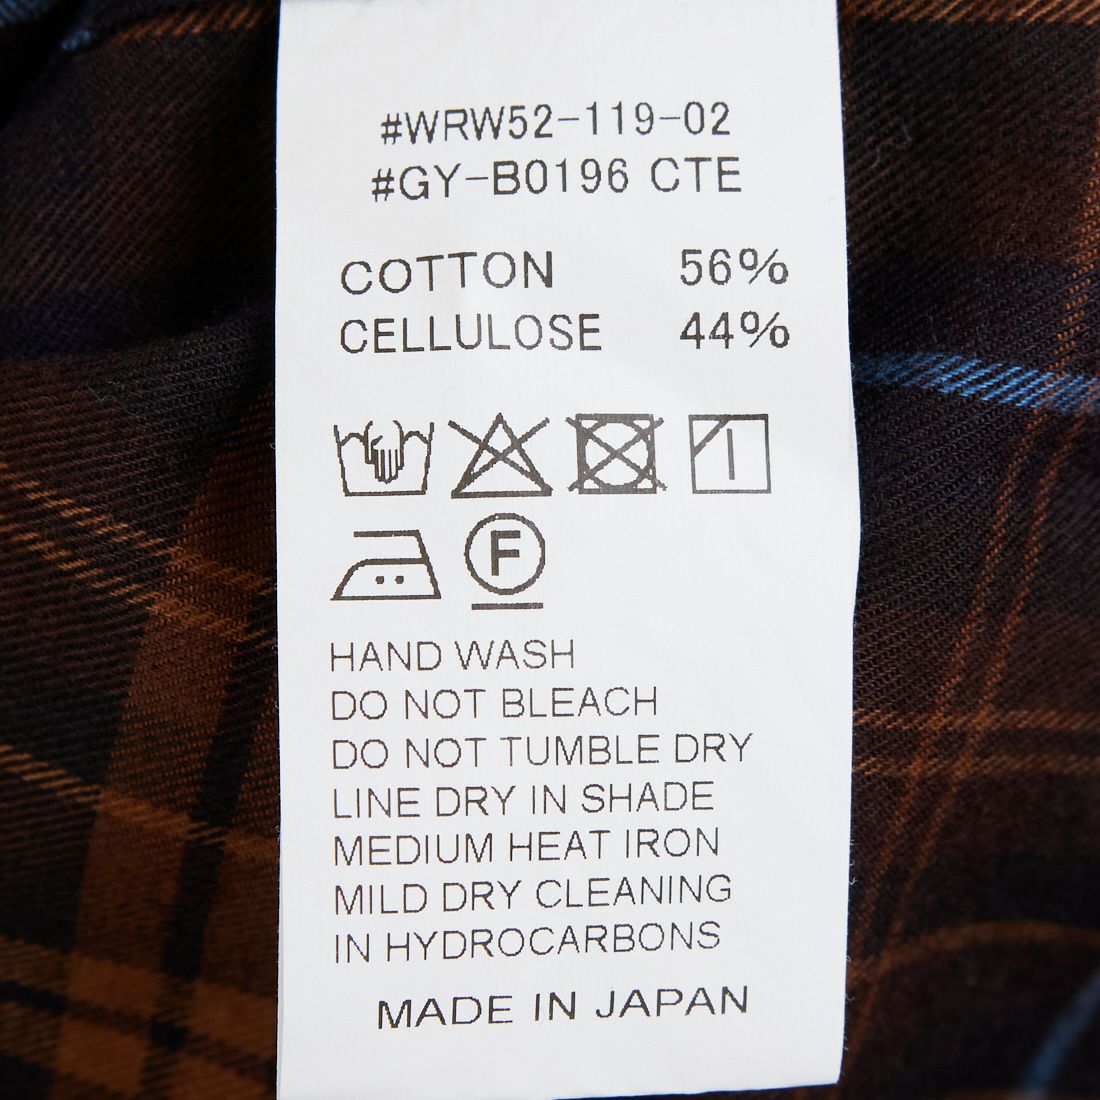 #WRW52-119-02
#GY-B0196 CTE
COTTON 56%
CELLULOSE 44%
F
HAND WASH
DO NOT BLEACH
DO NOT TUMBLE DRY
LINE DRY IN SHADE
MEDIUM HEAT IRON
MILD DRY CLEANING
IN HYDROCARBONS
MADE IN JAPAN